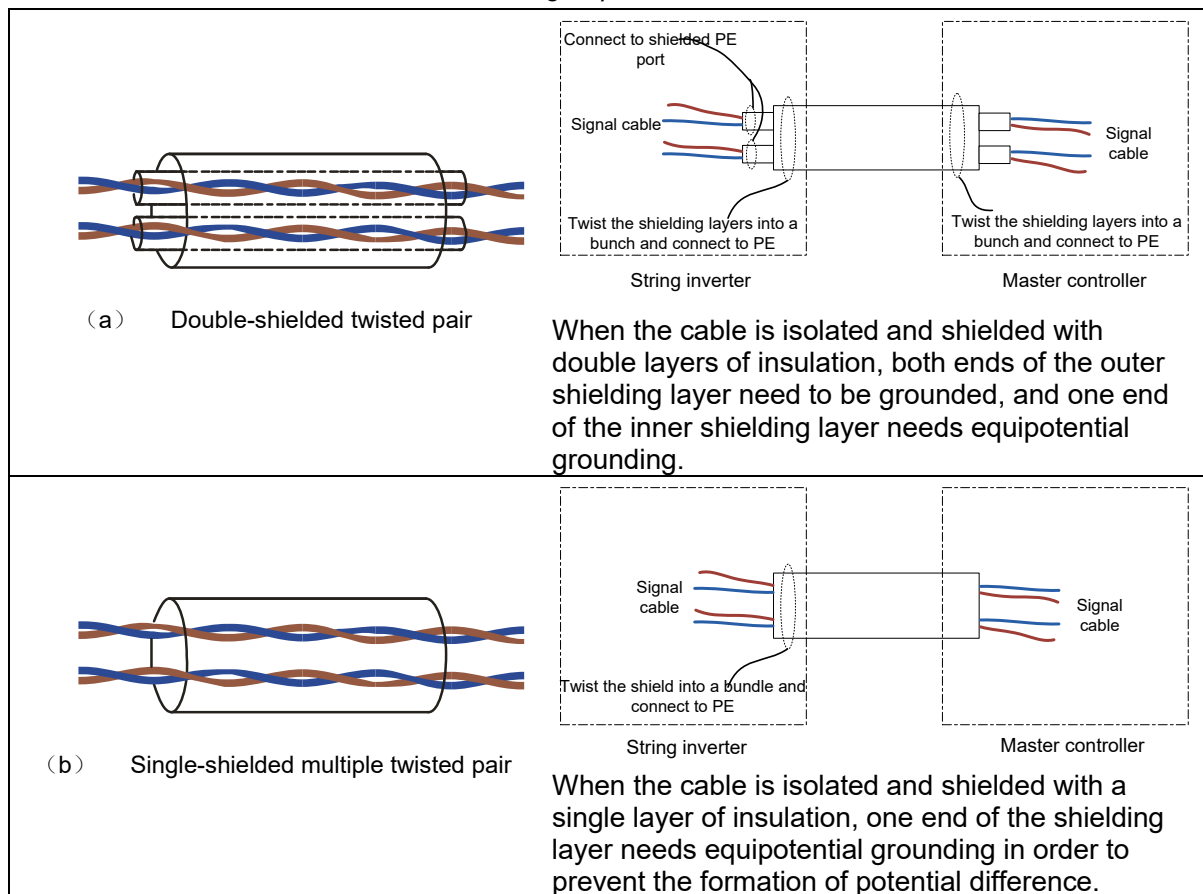 Connect to shielded PE
port
Signal cable
Signal
cable
Twist the shielding layers into a
bunch and connect to PE
Twist the shielding layers into a
bunch and connect to PE
String inverter
Master controller
（a） Double-shielded twisted pair
When the cable is isolated and shielded with
double layers of insulation, both ends of the outer
shielding layer need to be grounded, and one end
of the inner shielding layer needs equipotential
grounding.
Signal
cable
Signal
cable
Twist the shield into a bundle and
connect to PE
String inverter
Master controller
（b） Single-shielded multiple twisted pair
When the cable is isolated and shielded with a
single layer of insulation, one end of the shielding
layer needs equipotential grounding in order to
prevent the formation of potential difference.